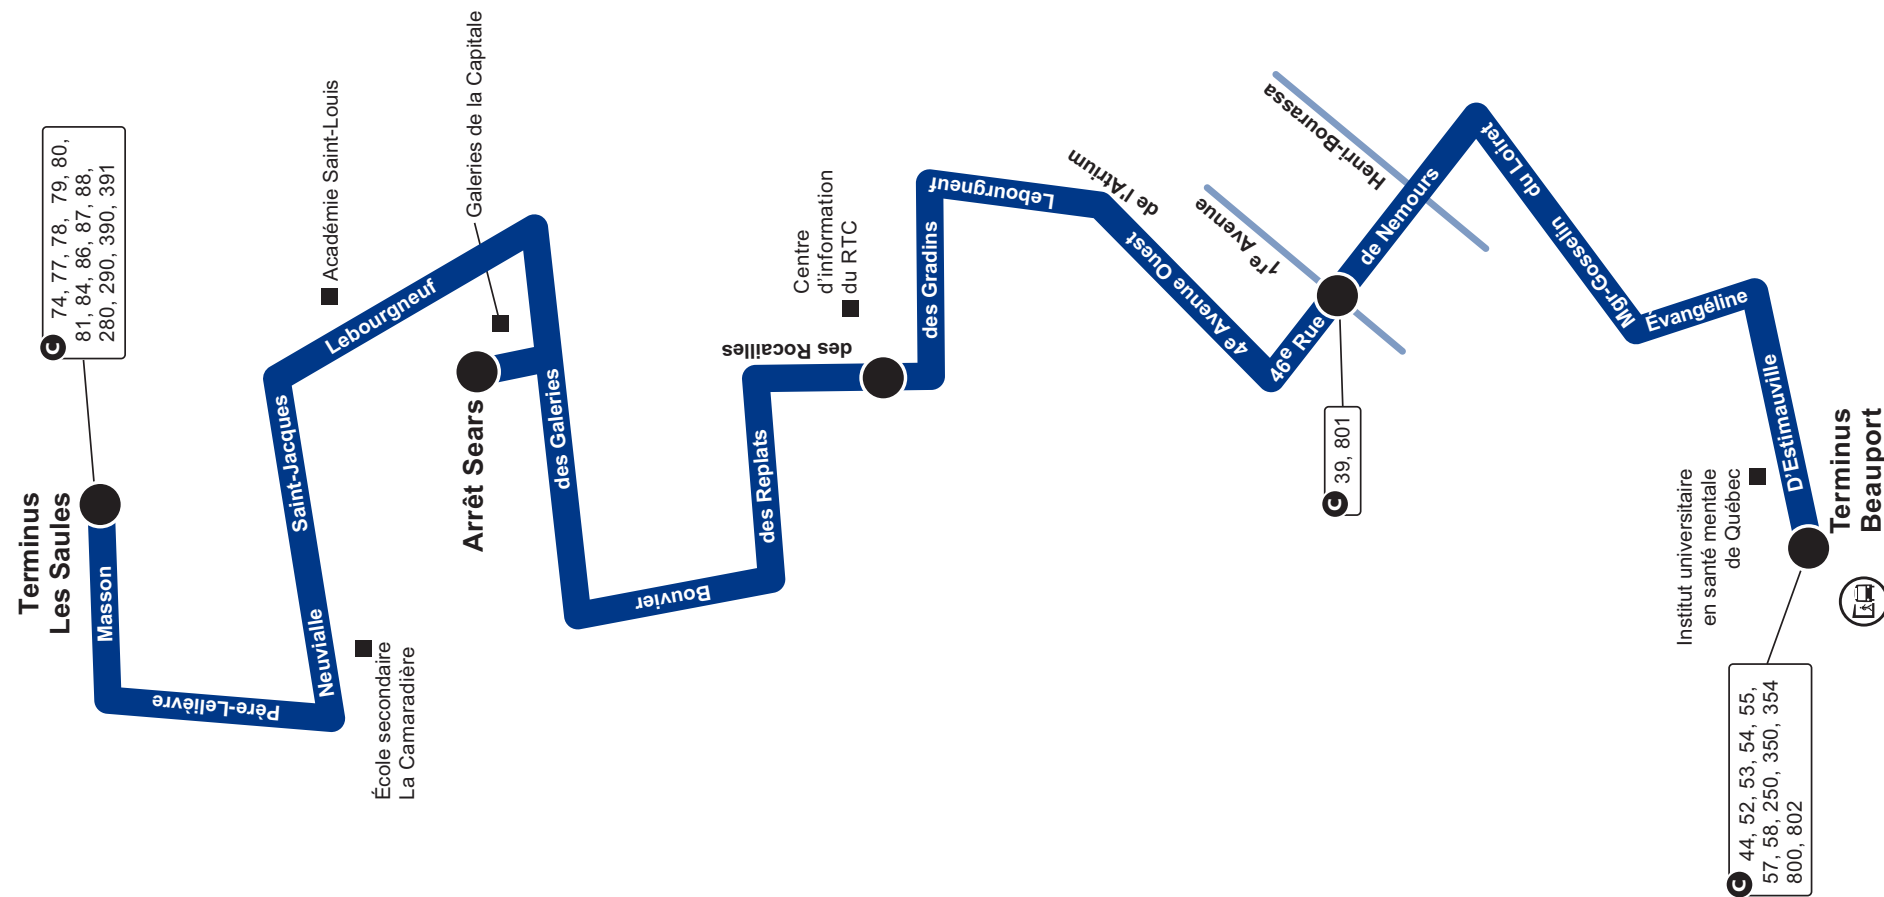 Terminus
Les Saules
C 74, 77, 78, 79, 80,
81, 84, 86, 87, 88,
280, 290, 390, 391
Masson
Père-Lelièvre
Neuvialle
Saint-Jacques
École secondaire
La Camaradière
Académie Saint-Louis
Lebourgneuf
Galeries de la Capitale
Arrêt Sears
des Galeries
Bouvier
des Replats
des Rocailles
Centre
d'information
du RTC
des Gradins
Lebourgneuf
de l'Atrium
4e Avenue Ouest
46e Rue
1re Avenue
C 39, 801
Henri-Bourassa
de Nemours
du Loiret
Mgr-Gosselin
Évangéline
D'Estimauville
Institut universitaire
en santé mentale
de Québec
Terminus
Beauport
C 44, 52, 53, 54, 55,
57, 58, 250, 350, 354
800, 802